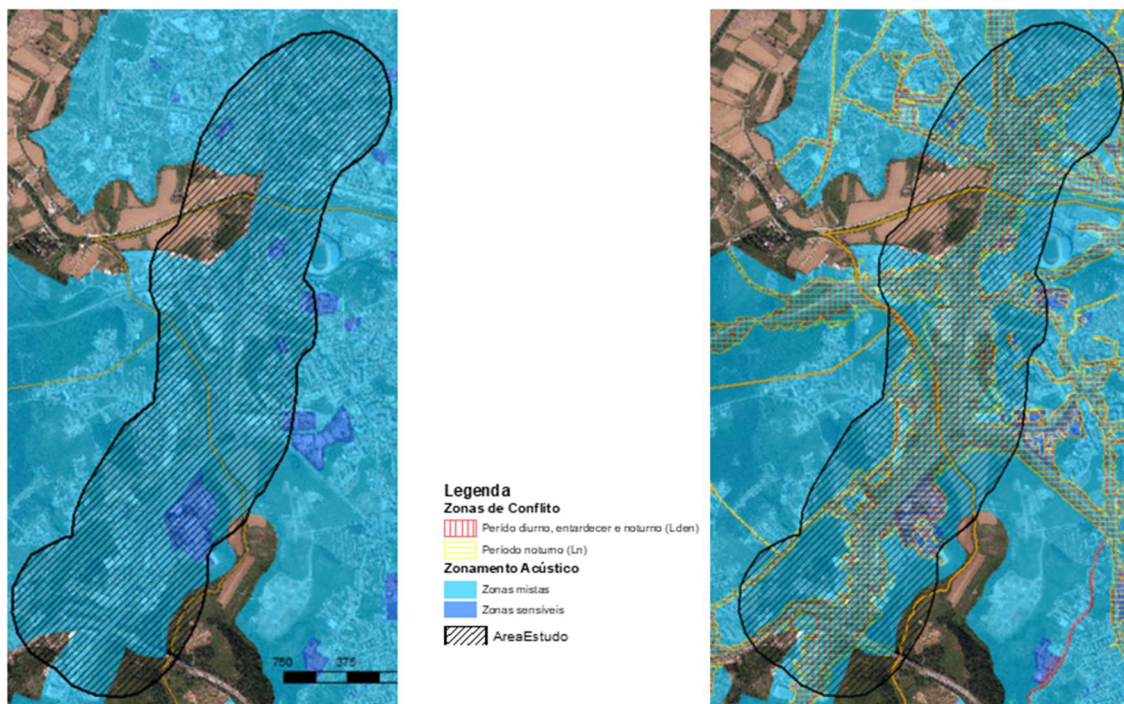 Legenda
Zonas de Conflito
Perído diurno, entardecer e noturno (Lden)
Período noturno (Ln)
Zonamento Acústico
Zonas mistas
Zonas sensíveis
AreaEstudo
750 375